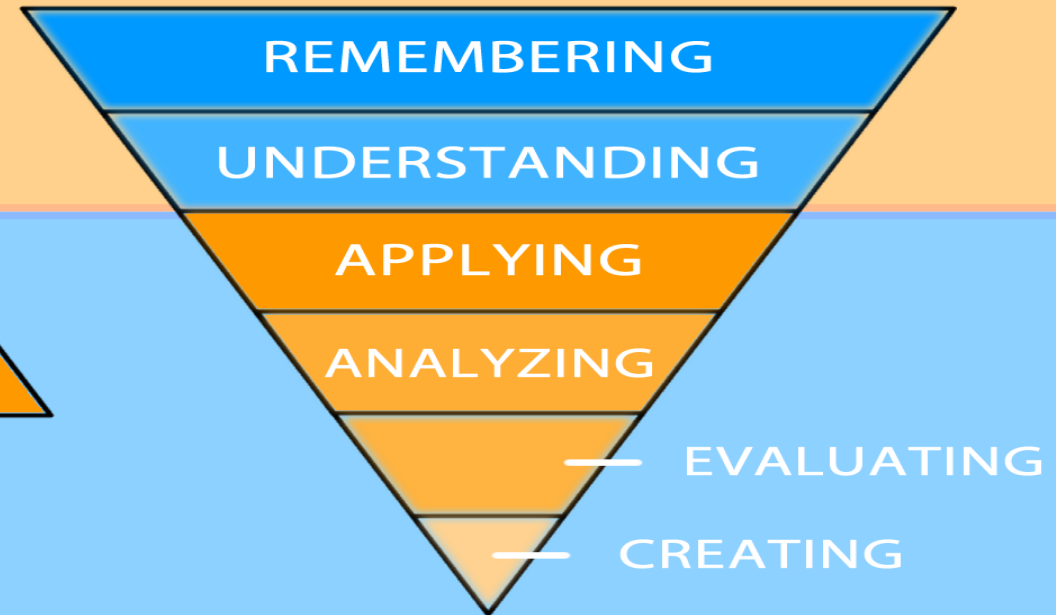 REMEMBERING
UNDERSTANDING
APPLYING
ANALYZING
EVALUATING
CREATING